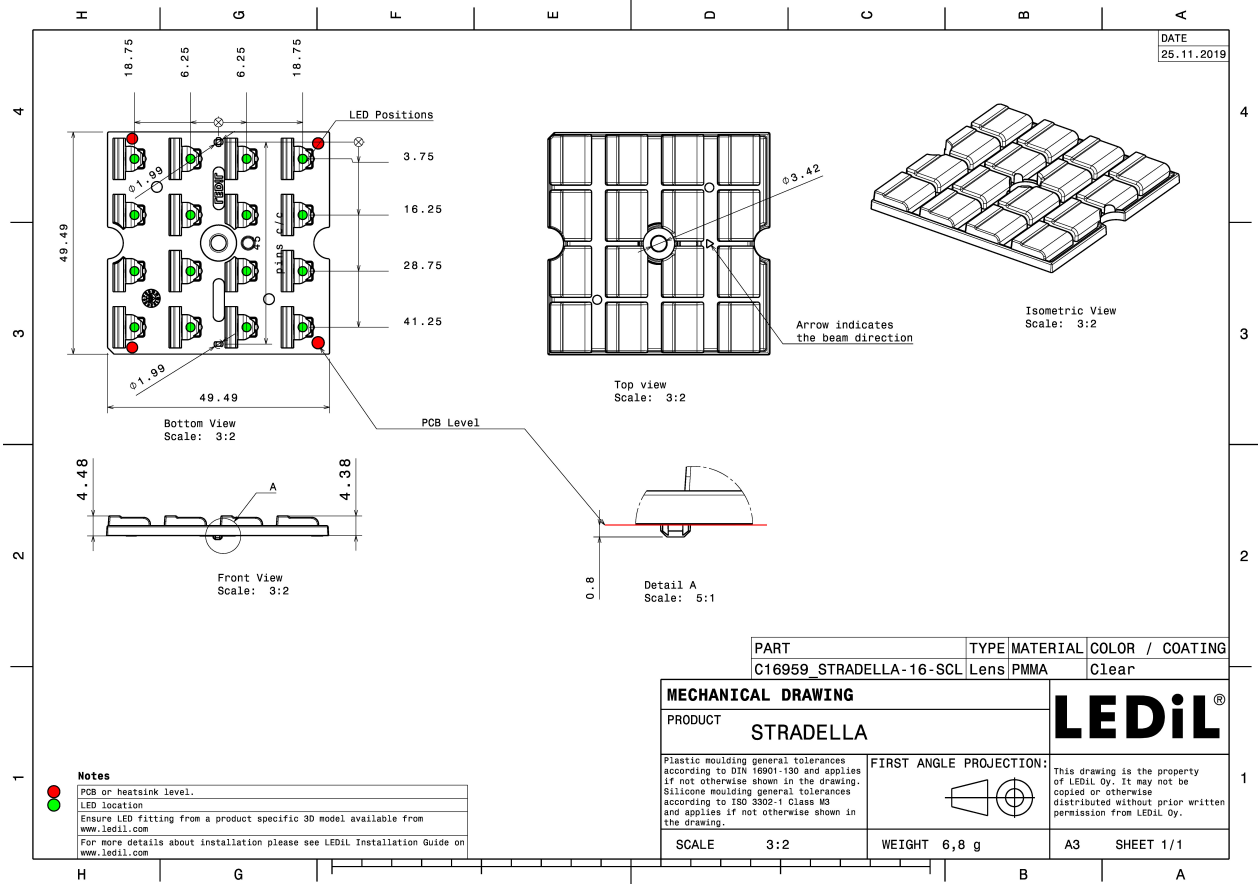 H G F E D C B A
DATE
25.11.2019
4 4
18.75 6.25 6.25 18.75
LED Positions
3.75
16.25
28.75
41.25
Φ1.99
LEDiL
45
pins c/c
49.49
Φ1.99
49.49
Bottom View
Scale: 3:2
Φ3.42
Arrow indicates
the beam direction
Top view
Scale: 3:2
Isometric View
Scale: 3:2
3 3
PCB Level
4.48
A
4.38
Front View
Scale: 3:2
0.8
Detail A
Scale: 5:1
2 2
PART TYPE MATERIAL COLOR / COATING
C16959_STRADELLA-16-SCL Lens PMMA Clear
MECHANICAL DRAWING
PRODUCT
STRADELLA
LEDiL®
Plastic moulding general tolerances
according to DIN 16901-130 and applies
if not otherwise shown in the drawing.
Silicone moulding general tolerances
according to ISO 3302-1 Class M3
and applies if not otherwise shown in
the drawing.
FIRST ANGLE PROJECTION:
This drawing is the property
of LEDiL Oy. It may not be
copied or otherwise
distributed without prior written
permission from LEDiL Oy.
SCALE 3:2
WEIGHT 6,8 g
A3 SHEET 1/1
1 1
Notes
PCB or heatsink level.
LED location
Ensure LED fitting from a product specific 3D model available from
www.ledil.com
For more details about installation please see LEDiL Installation Guide on
www.ledil.com
H G B A